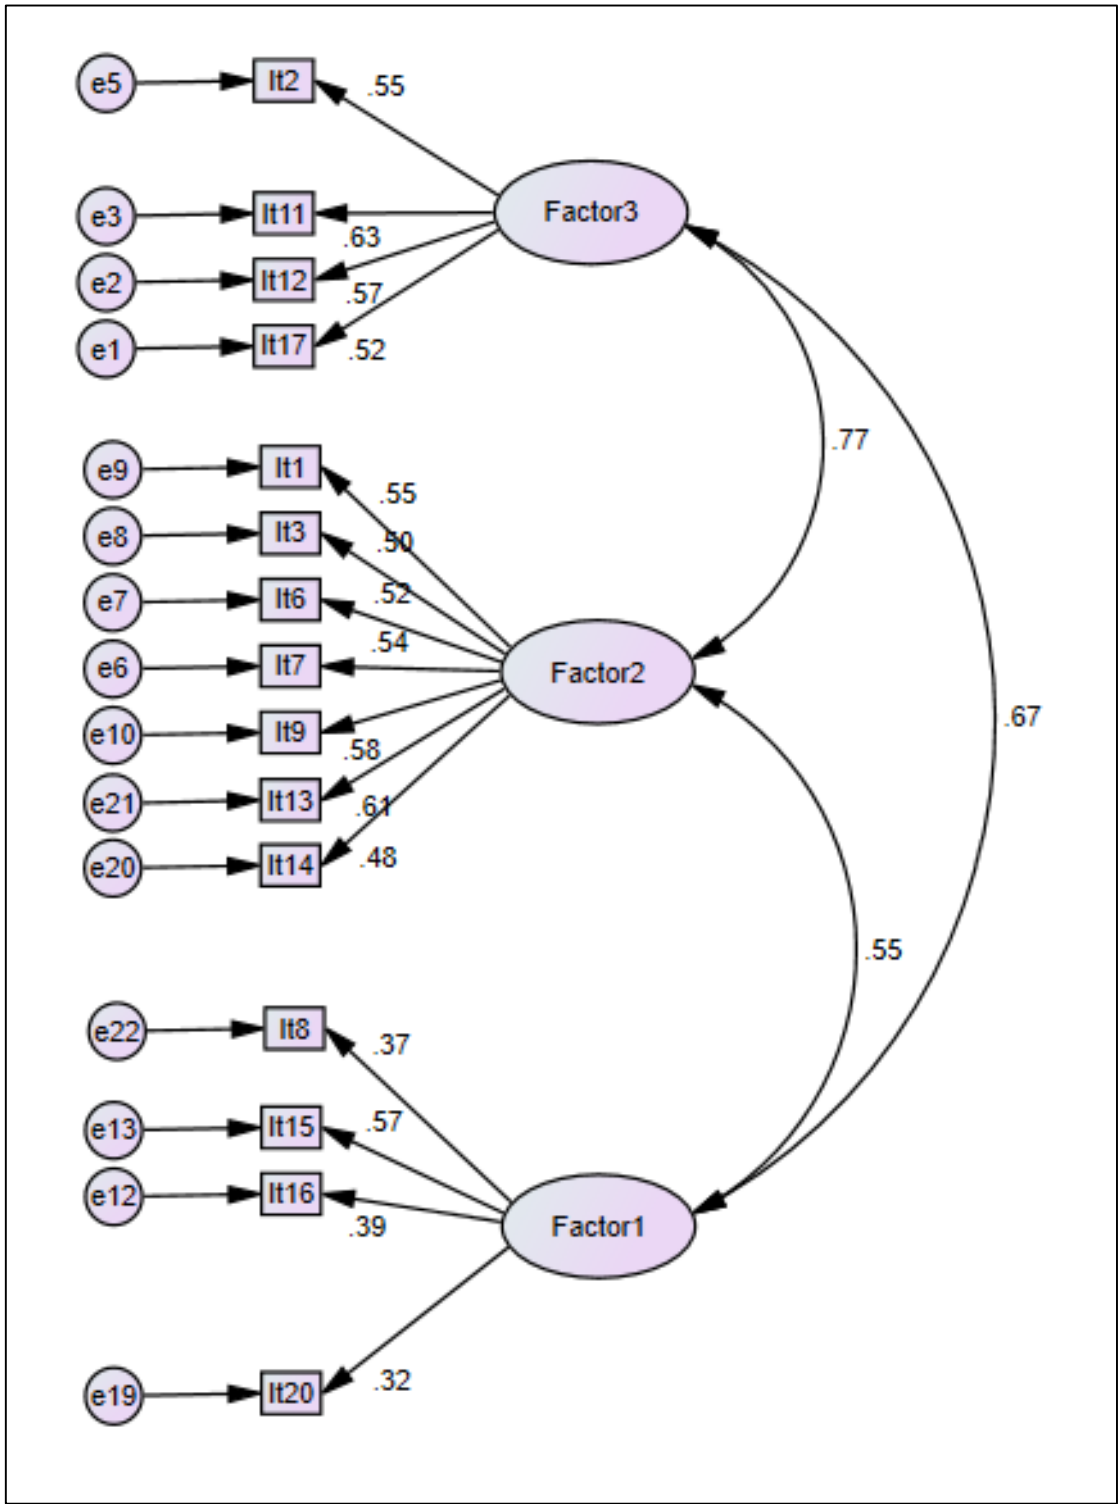 e5 It2 .55
Factor3
e3 It11 .63
e2 It12 .57
e1 It17 .52
.77
e9 It1 .55
e8 It3 .50
e7 It6 .52
e6 It7 .54
Factor2
.67
e10 It9 .58
e21 It13 .61
e20 It14 .48
.55
e22 It8 .37
e13 It15 .57
e12 It16 .39
Factor1
e19 It20 .32